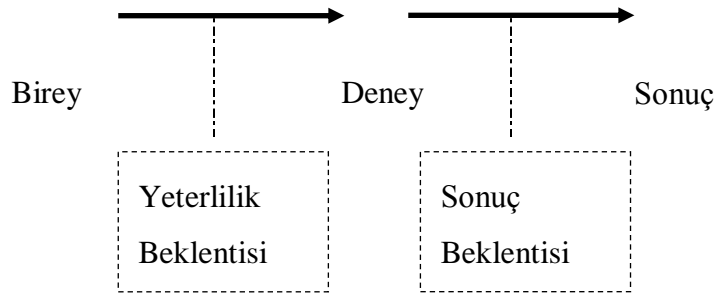 Birey Deney Sonuç
Yeterlilik
Beklentisi
Sonuç
Beklentisi